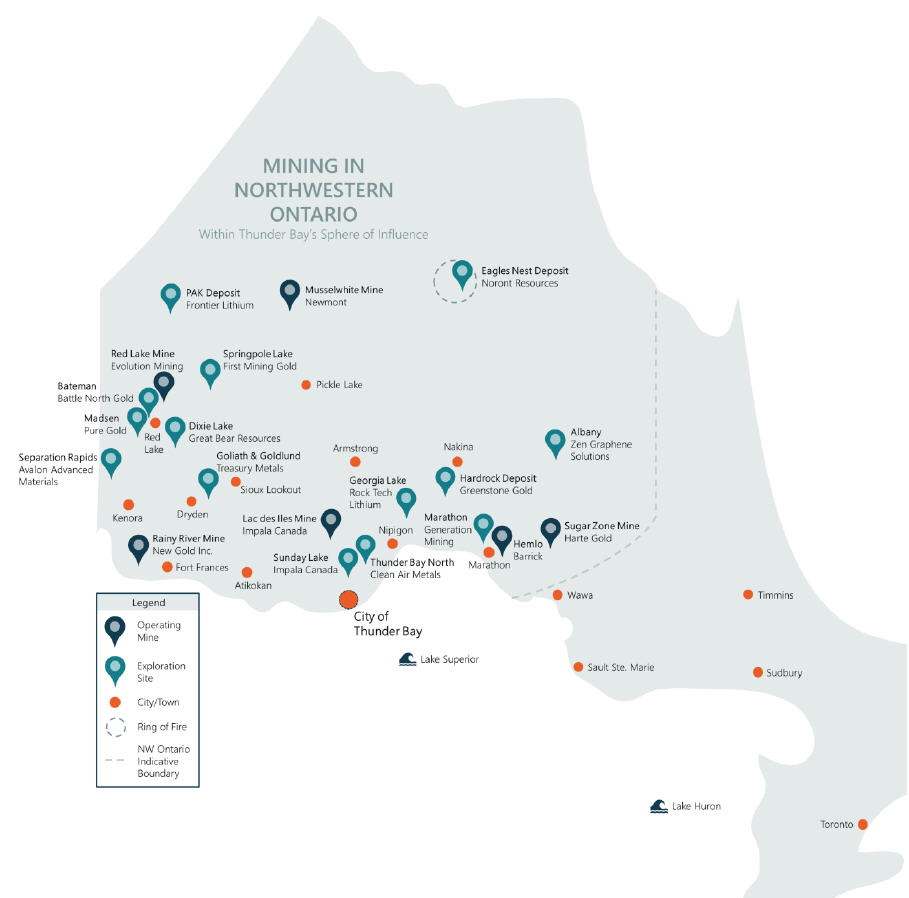 MINING IN
NORTHWESTERN
ONTARIO
Within Thunder Bay's Sphere of Influence
Eagles Nest Deposit
Noront Resources
PAK Deposit
Frontier Lithium
Musselwhite Mine
Newmont
Red Lake Mine
Evolution Mining
Springpole Lake
First Mining Gold
Bateman
Battle North Gold
Pickle Lake
Madsen
Pure Gold
Red
Lake
Dixie Lake
Great Bear Resources
Albany
Zen Graphene
Solutions
Separation Rapids
Avalon Advanced
Materials
Goliath & Goldlund
Treasury Metals
Sioux Lookout
Armstrong
Nakina
Georgia Lake
Rock Tech
Lithium
Hardrock Deposit
Greenstone Gold
Kenora
Dryden
Lac des Iles Mine
Impala Canada
Nipigon
Marathon
Generation
Mining
Sugar Zone Mine
Harte Gold
Rainy River Mine
New Gold Inc.
Hemlo
Barrick
Marathon
Fort Frances
Atikokan
Sunday Lake
Impala Canada
Thunder Bay North
Clean Air Metals
City of
Thunder Bay
Wawa
Timmins
Lake Superior
Sault Ste. Marie
Sudbury
Lake Huron
Toronto
Legend
Operating
Mine
Exploration
Site
City/Town
Ring of Fire
NW Ontario
Indicative
Boundary